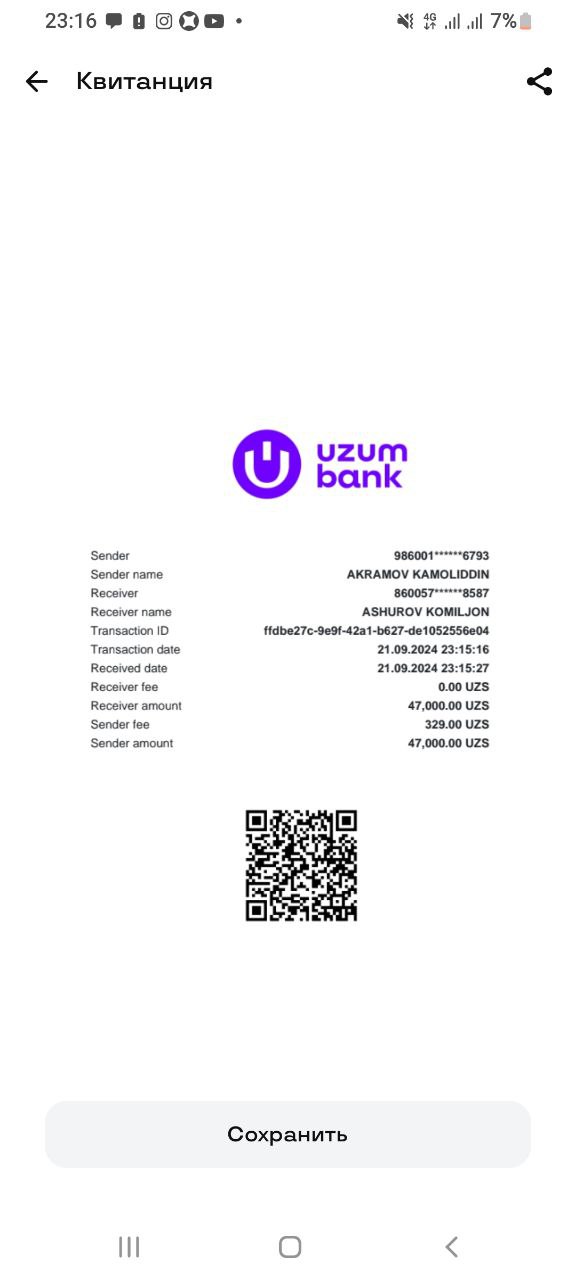 23:16 4G 7%
Квитанция
uzum
bank
Sender 986001******6793
Sender name AKRAMOV KAMOLIDDIN
Receiver 860057******8587
Receiver name ASHUROV KOMILJON
Transaction ID ffdbe27c-9e9f-42a1-b627-de1052556e04
Transaction date 21.09.2024 23:15:16
Received date 21.09.2024 23:15:27
Receiver fee 0.00 UZS
Receiver amount 47,000.00 UZS
Sender fee 329.00 UZS
Sender amount 47,000.00 UZS
Сохранить